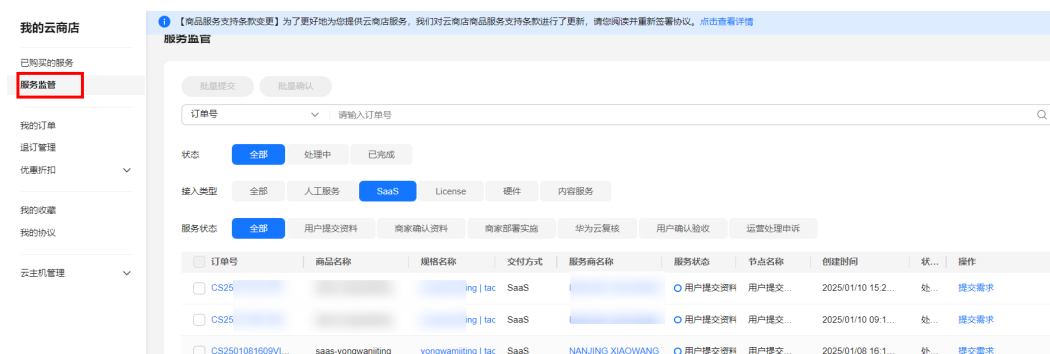 我的云商店
【商品服务支持条款变更】为了更好地为您提供云商店服务，我们对云商店商品服务支持条款进行了更新，请您阅读并重新签署协议。点击查看详情
服务监管
已购买的服务
服务监管
我的订单
退订管理
优惠折扣
我的收藏
我的协议
云主机管理
批量提交 批量确认
订单号 请输入订单号
状态 全部 处理中 已完成
接入类型 全部 人工服务 SaaS License 硬件 内容服务
服务状态 全部 用户提交资料 商家确认资料 商家部署实施 华为云复核 用户确认验收 运营处理申诉
订单号 商品名称 规格名称 交付方式 服务商名称 服务状态 节点名称 创建时间 状... 操作
CS25 ing | tac SaaS 用户提交资料 用户提交... 2025/01/10 15:2... 处... 提交需求
CS25 ing | tac SaaS 用户提交资料 用户提交... 2025/01/10 09:1... 处... 提交需求
CS2501081609VI... saas-yongwanjiting yongwamjiting | tac SaaS NANJING XIAOWANG 用户提交资料 用户提交... 2025/01/08 16:1... 处... 提交需求